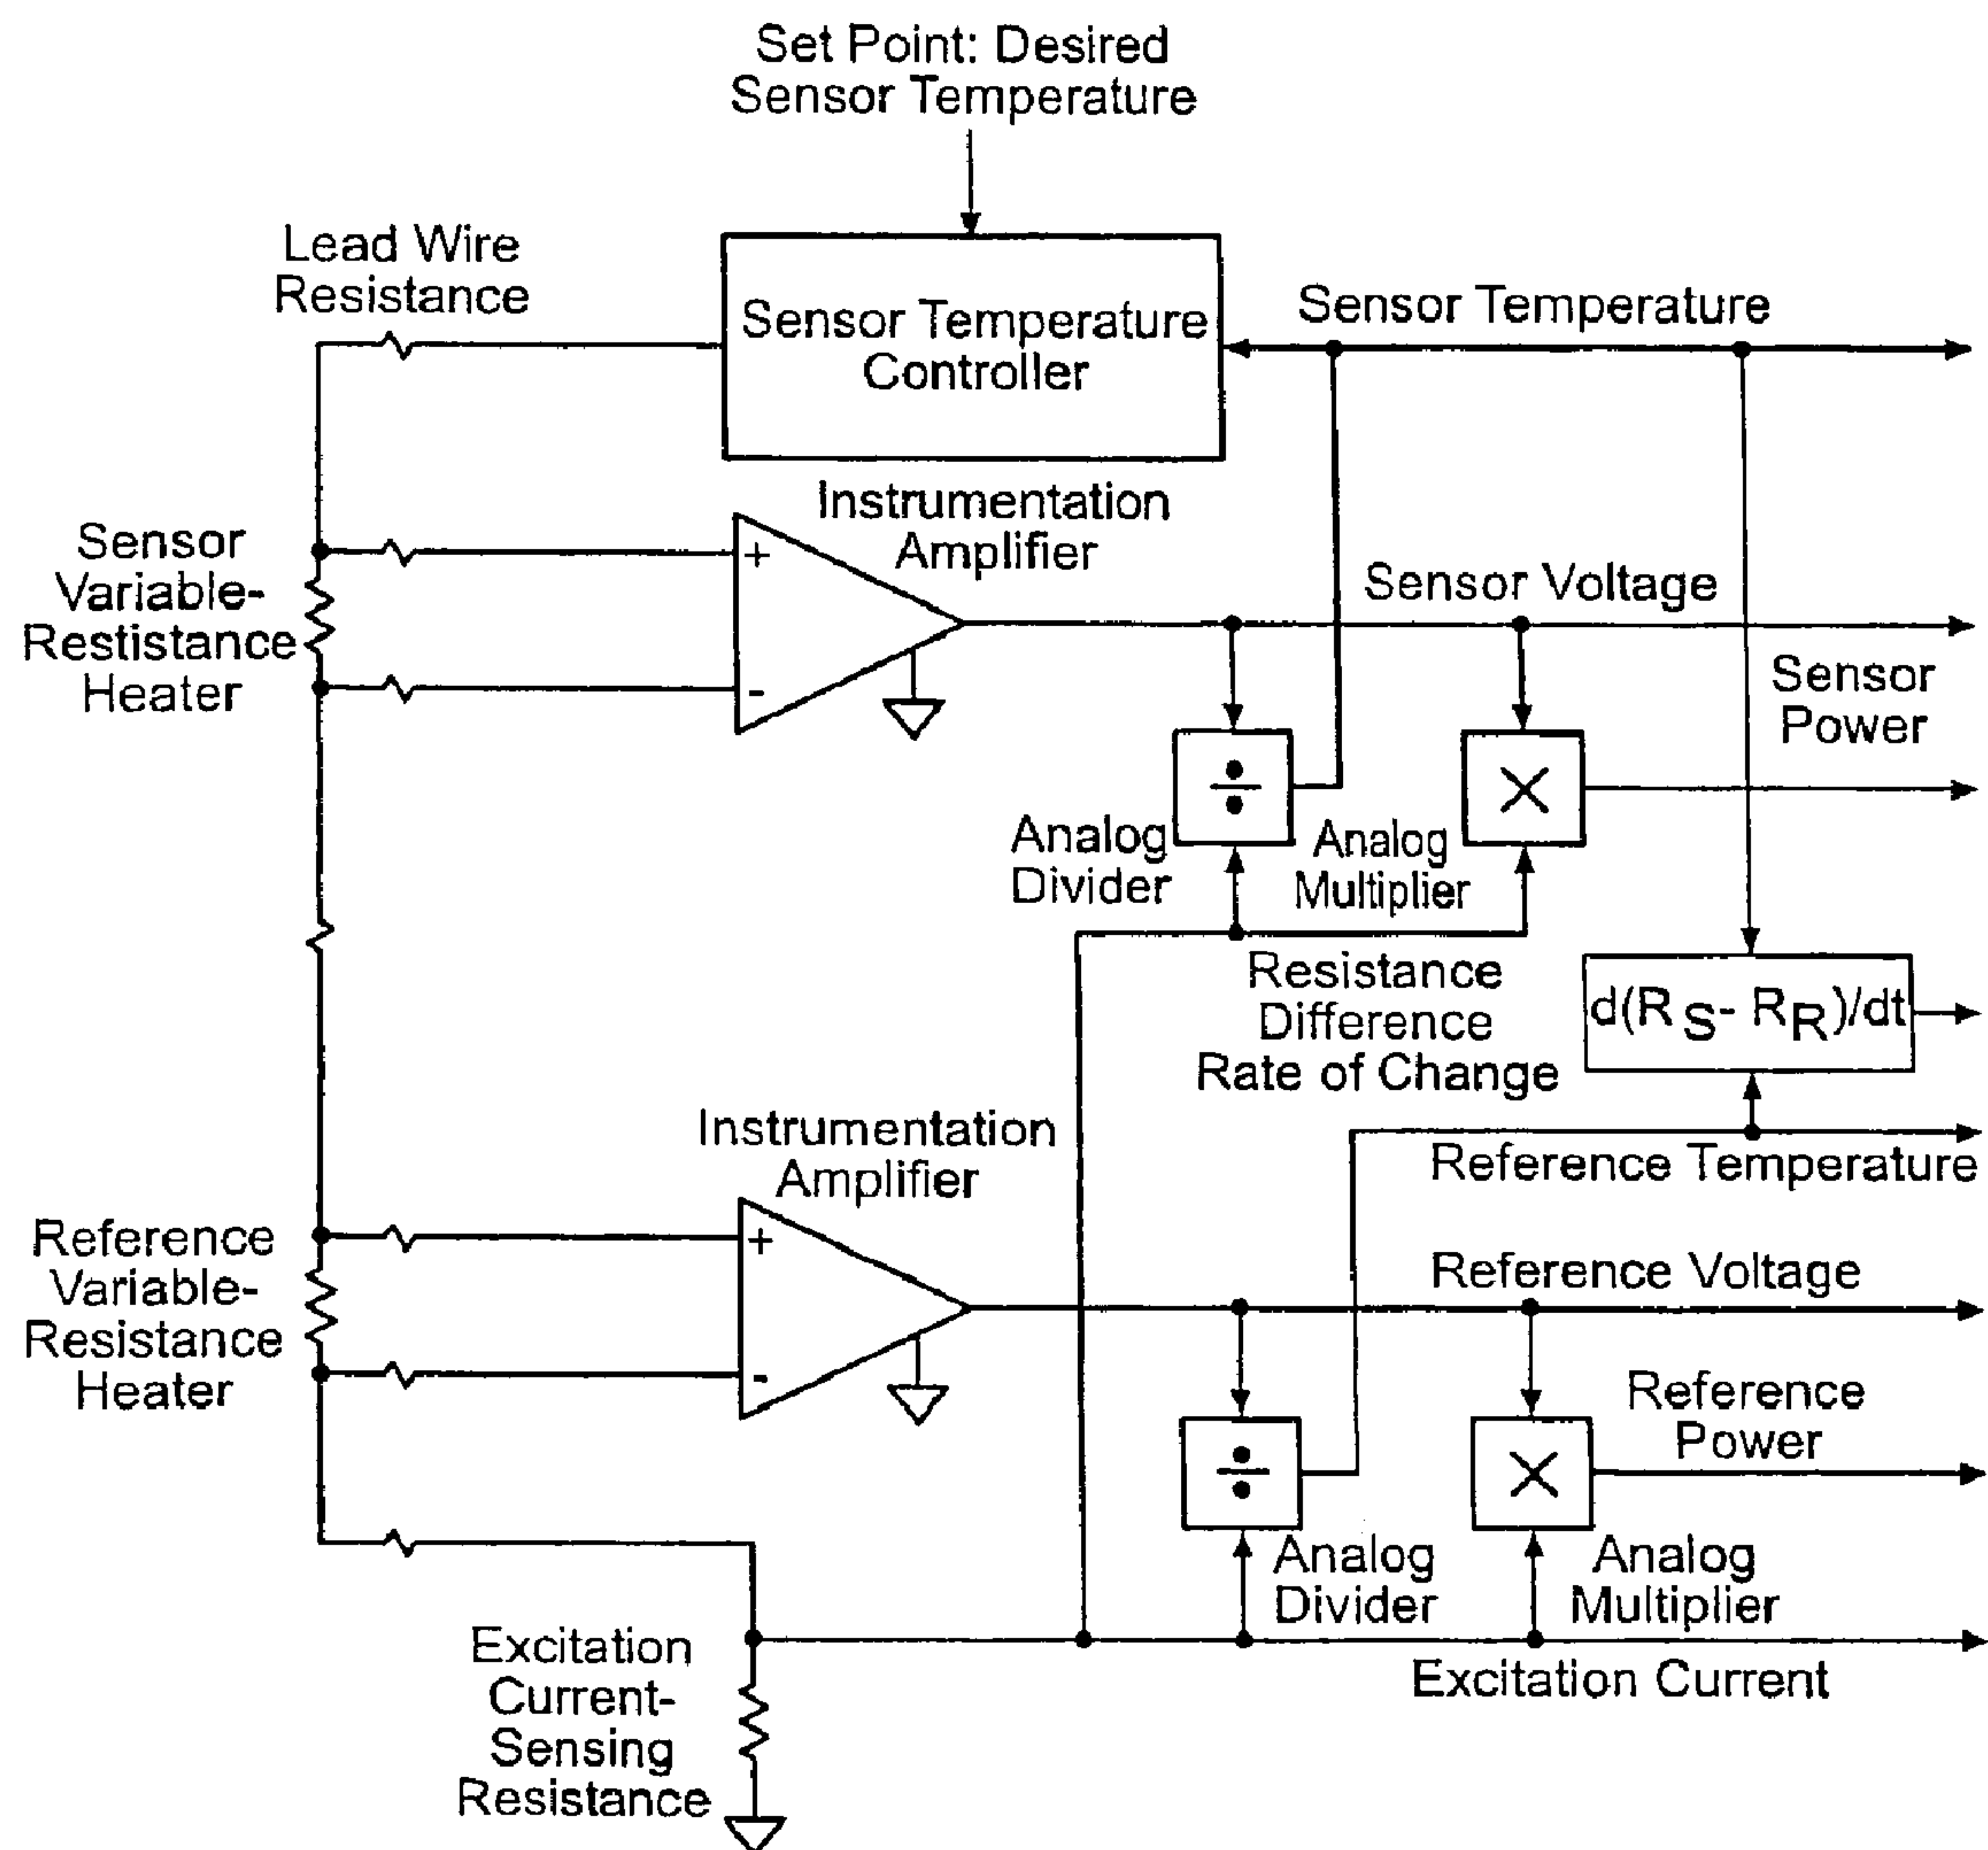 Set Point: Desired
Sensor Temperature
Lead Wire
Resistance
Sensor Temperature
Controller
Sensor Temperature
Instrumentation
Amplifier
Sensor
Variable-
Restistance
Heater
+
-
Sensor Voltage
Sensor
Power
÷
×
Analog
Divider
Analog
Multiplier
Resistance
Difference
Rate of Change
d(RS- RR)/dt
Instrumentation
Amplifier
Reference Temperature
Reference
Variable-
Resistance
Heater
+
-
Reference Voltage
Reference
Power
÷
×
Analog
Divider
Analog
Multiplier
Excitation
Current-
Sensing
Resistance
Excitation Current